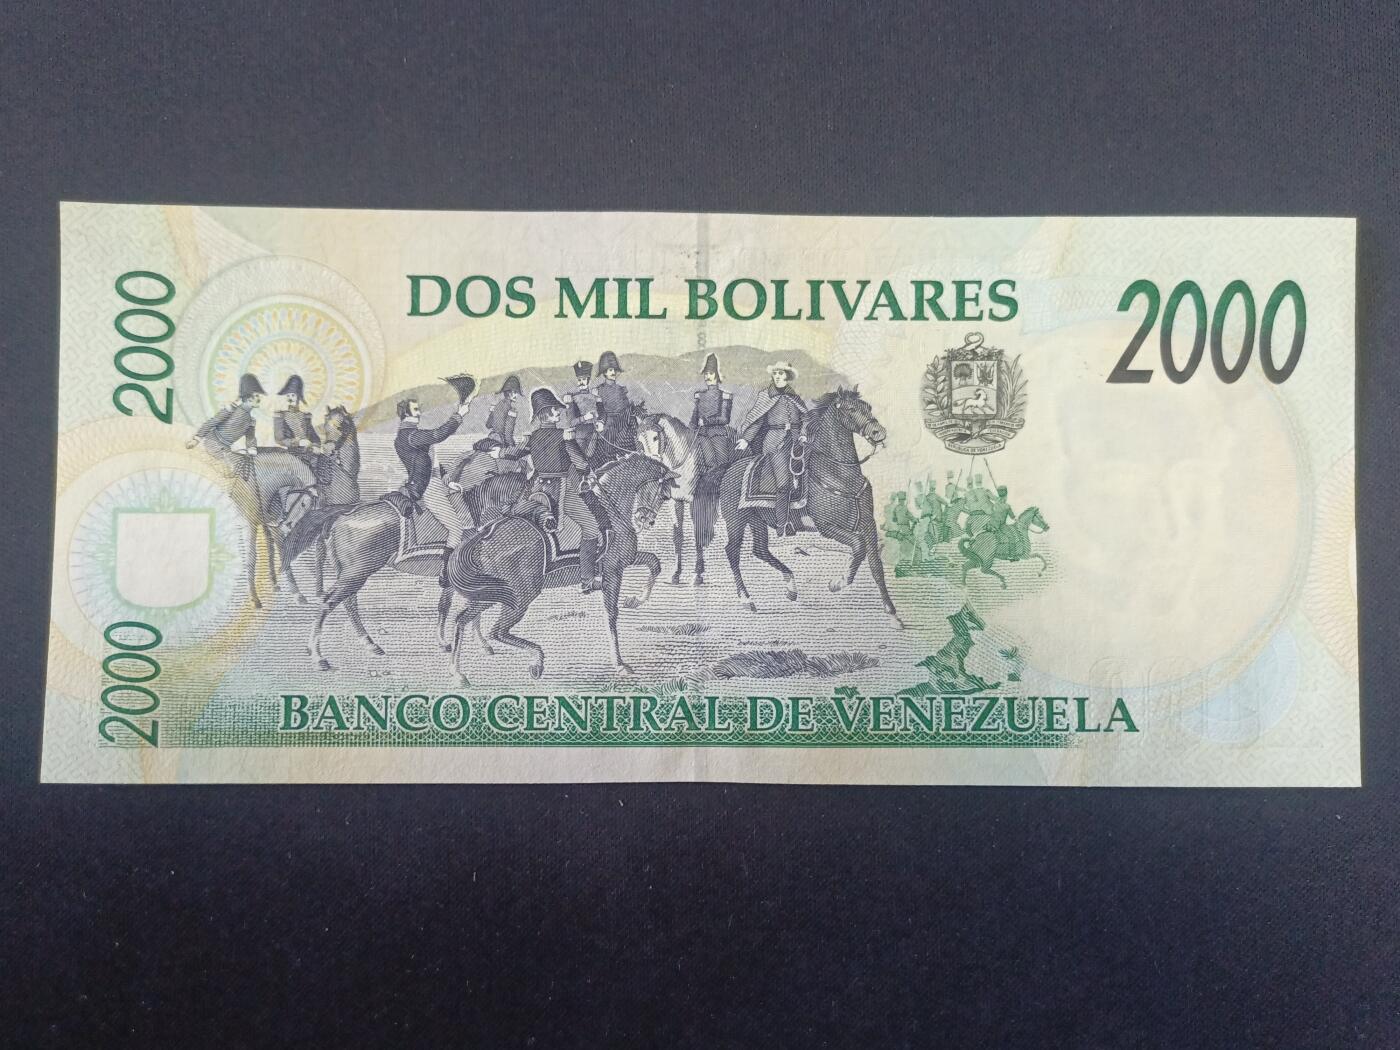 DOS MIL BOLIVARES
2000
2000
2000
BANCO CENTRAL DE VENEZUELA